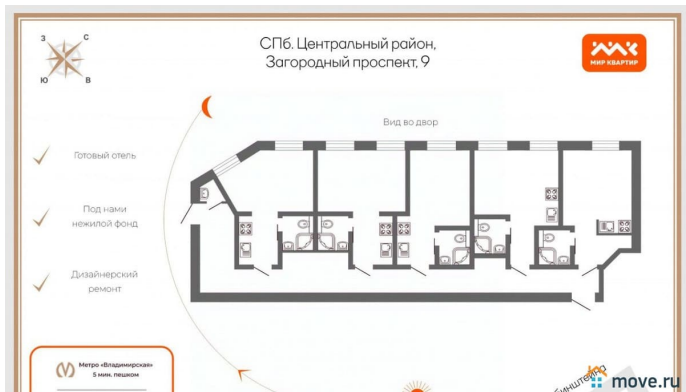 З
С
Ю
В
СПб. Центральный район,
Загородный проспект, 9
МИР КВАРТИР
Вид во двор
Готовый отель
Под нами
нежилой фонд
Дизайнерский
ремонт
Метро «Владимирская»
5 мин. пешком
move.ru